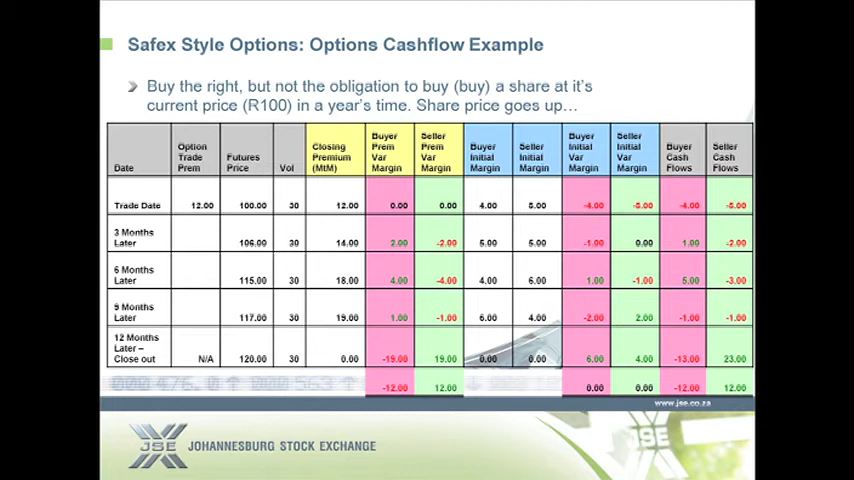 Safex Style Options: Options Cashflow Example
Buy the right, but not the obligation to buy (buy) a share at it's
current price (R100) in a year's time. Share price goes up…
Date Option Trade Prem Futures Price Vol Closing Premium (MtM) Buyer Prem Var Margin Seller Prem Var Margin Buyer Initial Margin Seller Initial Margin Buyer Initial Var Margin Seller Initial Var Margin Buyer Cash Flows Seller Cash Flows
Trade Date 12.00 100.00 30 12.00 0.00 0.00 4.00 5.00 -4.00 -5.00 -4.00 -5.00
3 Months Later 106.00 30 14.00 2.00 -2.00 5.00 5.00 -1.00 0.00 1.00 -2.00
6 Months Later 115.00 30 18.00 4.00 -4.00 4.00 6.00 1.00 -1.00 5.00 -3.00
9 Months Later 117.00 30 19.00 1.00 -1.00 6.00 4.00 -2.00 2.00 -1.00 -1.00
12 Months Later – Close out N/A 120.00 30 0.00 -19.00 19.00 0.00 0.00 6.00 4.00 -13.00 23.00
-12.00 12.00 0.00 0.00 -12.00 12.00
www.jse.co.za
JSE
JOHANNESBURG STOCK EXCHANGE
JSE